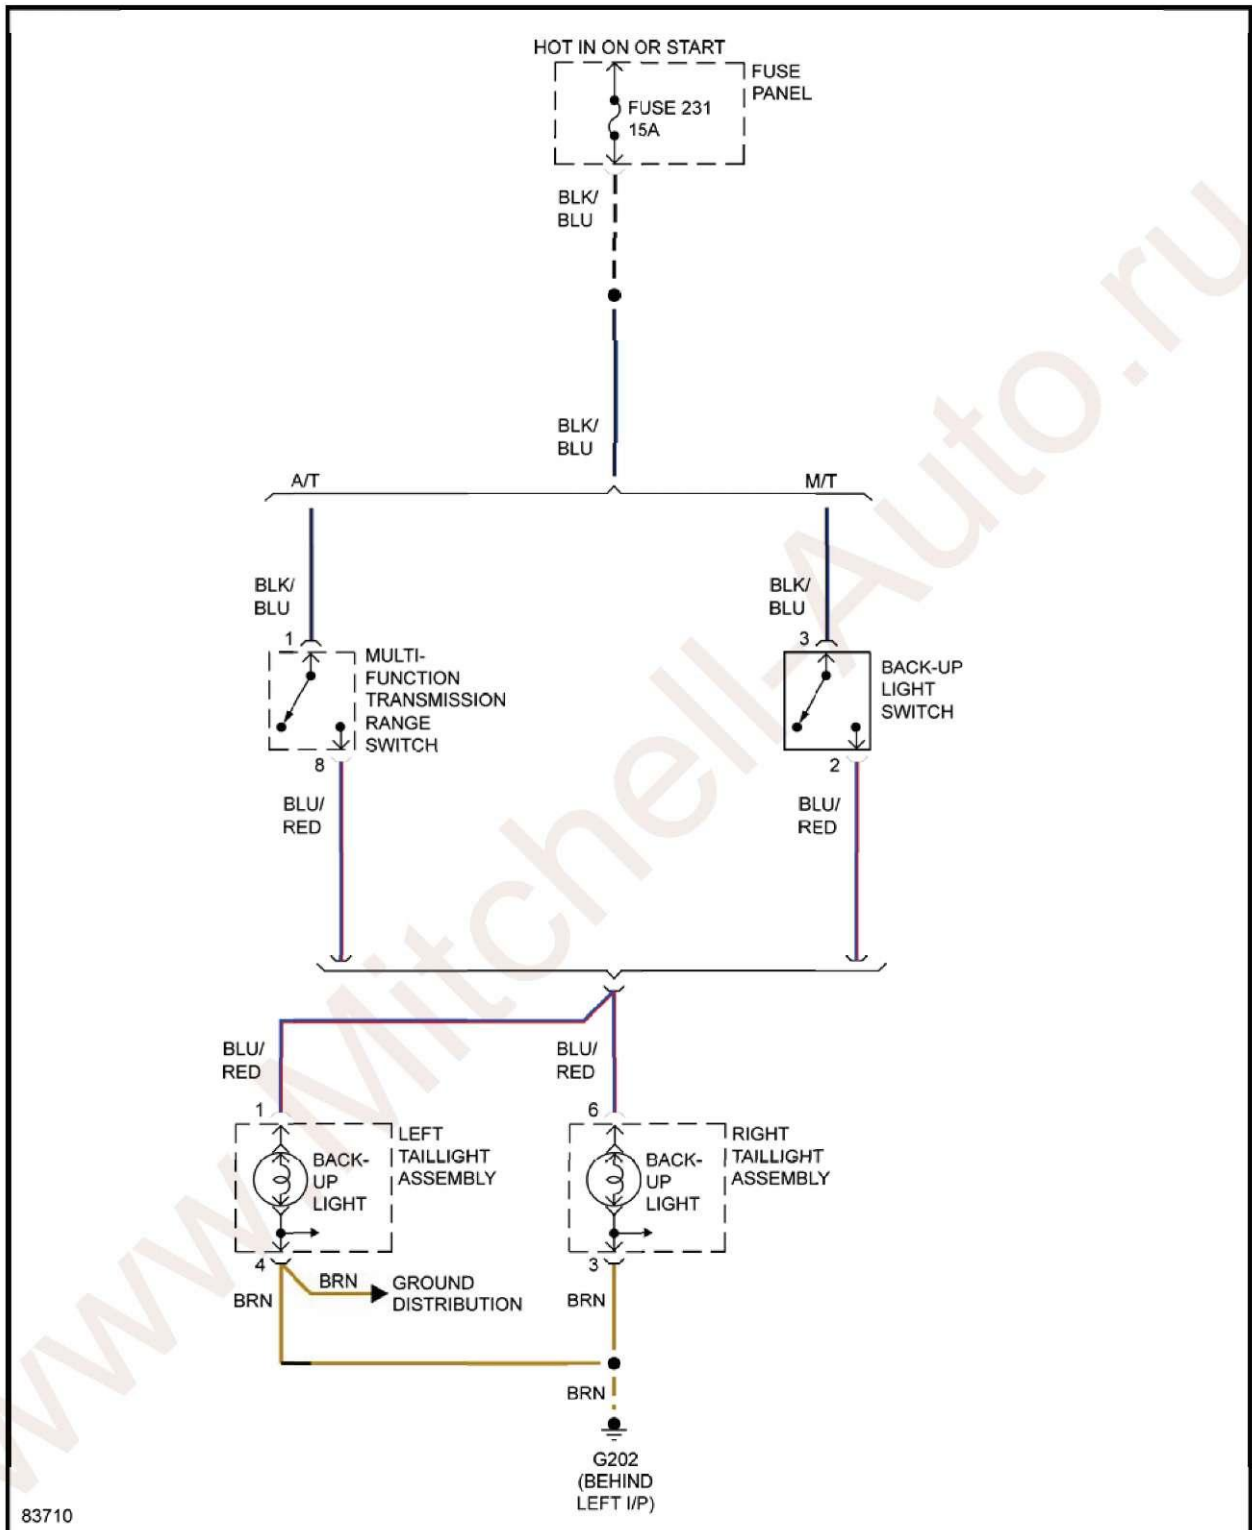 HOT IN ON OR START
FUSE
PANEL
FUSE 231
15A
BLK/
BLU
BLK/
BLU
A/T
M/T
BLK/
BLU
BLK/
BLU
1
MULTI-
FUNCTION
TRANSMISSION
RANGE
SWITCH
3
BACK-UP
LIGHT
SWITCH
8
2
BLU/
RED
BLU/
RED
BLU/
RED
BLU/
RED
1
LEFT
TAILLIGHT
ASSEMBLY
BACK-
UP
LIGHT
6
RIGHT
TAILLIGHT
ASSEMBLY
BACK-
UP
LIGHT
4
3
BRN
BRN
GROUND
DISTRIBUTION
BRN
BRN
G202
(BEHIND
LEFT I/P)
83710
www.Mitchell-Auto.ru